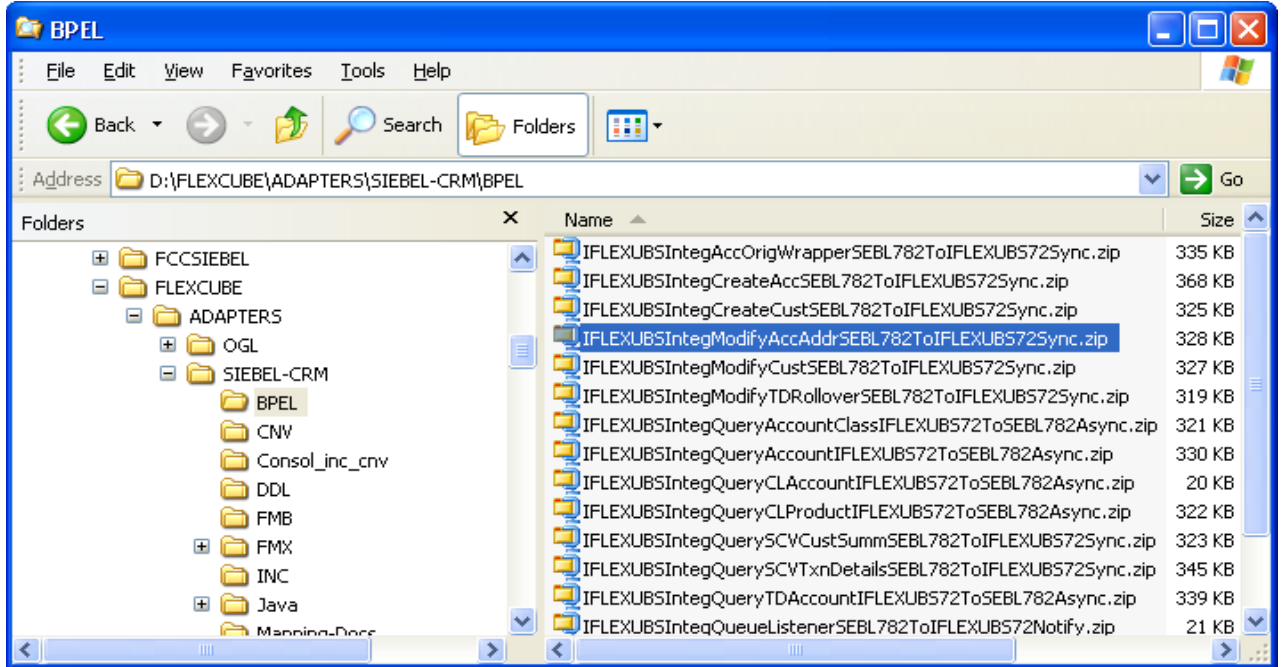 BPEL
File Edit View Favorites Tools Help
Back Search Folders
Address D:\FLEXCUBE\ADAPTERS\SIEBEL-CRM\BPEL Go
Folders
FCCSIEBEL
FLEXCUBE
ADAPTERS
OGL
SIEBEL-CRM
BPEL
CNV
Consol_inc_cnv
DDL
FMB
FMX
INC
Java
Mapping-Docs
Name Size
IFLEXUBSIntegAccOrigWrapperSEBL782ToIFLEXUBS72Sync.zip 335 KB
IFLEXUBSIntegCreateAccSEBL782ToIFLEXUBS72Sync.zip 368 KB
IFLEXUBSIntegCreateCustSEBL782ToIFLEXUBS72Sync.zip 325 KB
IFLEXUBSIntegModifyAccAddrSEBL782ToIFLEXUBS72Sync.zip 328 KB
IFLEXUBSIntegModifyCustSEBL782ToIFLEXUBS72Sync.zip 327 KB
IFLEXUBSIntegModifyTDRolloverSEBL782ToIFLEXUBS72Sync.zip 319 KB
IFLEXUBSIntegQueryAccountClassIFLEXUBS72ToSEBL782Async.zip 321 KB
IFLEXUBSIntegQueryAccountIFLEXUBS72ToSEBL782Async.zip 330 KB
IFLEXUBSIntegQueryCLAccountIFLEXUBS72ToSEBL782Async.zip 20 KB
IFLEXUBSIntegQueryCLProductIFLEXUBS72ToSEBL782Async.zip 322 KB
IFLEXUBSIntegQuerySCVCustSummSEBL782ToIFLEXUBS72Sync.zip 323 KB
IFLEXUBSIntegQuerySCVTxnDetailsSEBL782ToIFLEXUBS72Sync.zip 345 KB
IFLEXUBSIntegQueryTDAccountIFLEXUBS72ToSEBL782Async.zip 339 KB
IFLEXUBSIntegQueueListenerSEBL782ToIFLEXUBS72Notify.zip 21 KB